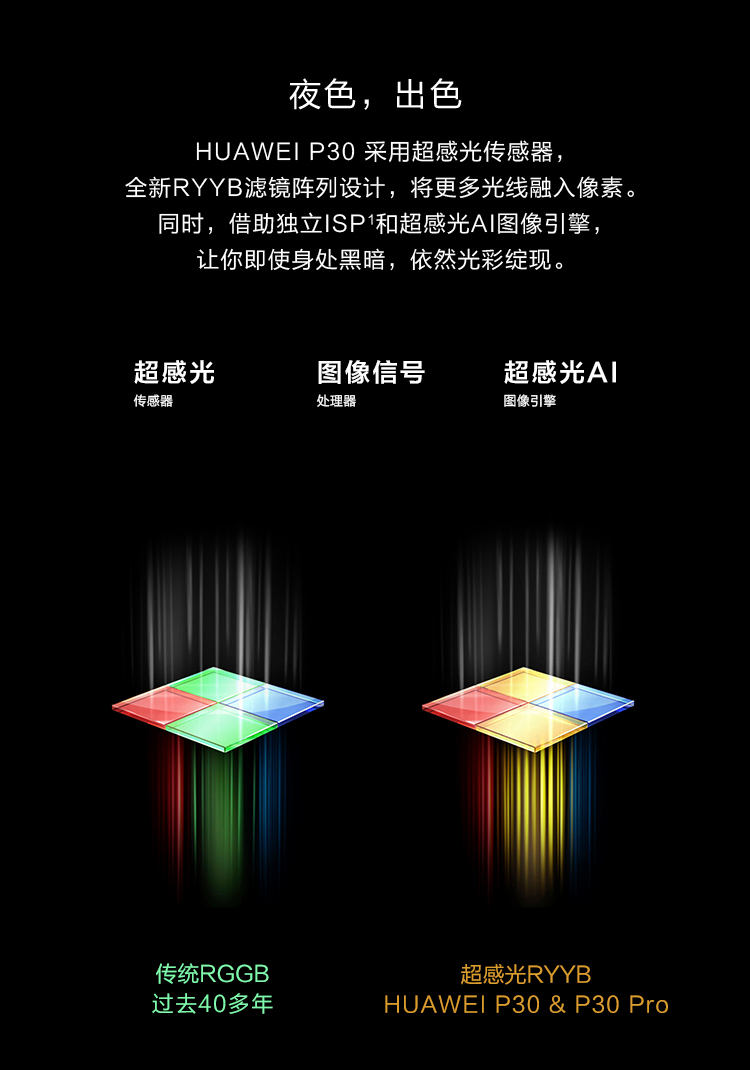 夜色，出色
HUAWEI P30 采用超感光传感器，
全新RYYB滤镜阵列设计，将更多光线融入像素。
同时，借助独立ISP¹和超感光AI图像引擎，
让你即使身处黑暗，依然光彩绽现。
超感光
传感器
图像信号
处理器
超感光AI
图像引擎
传统RGGB
过去40多年
超感光RYYB
HUAWEI P30 & P30 Pro